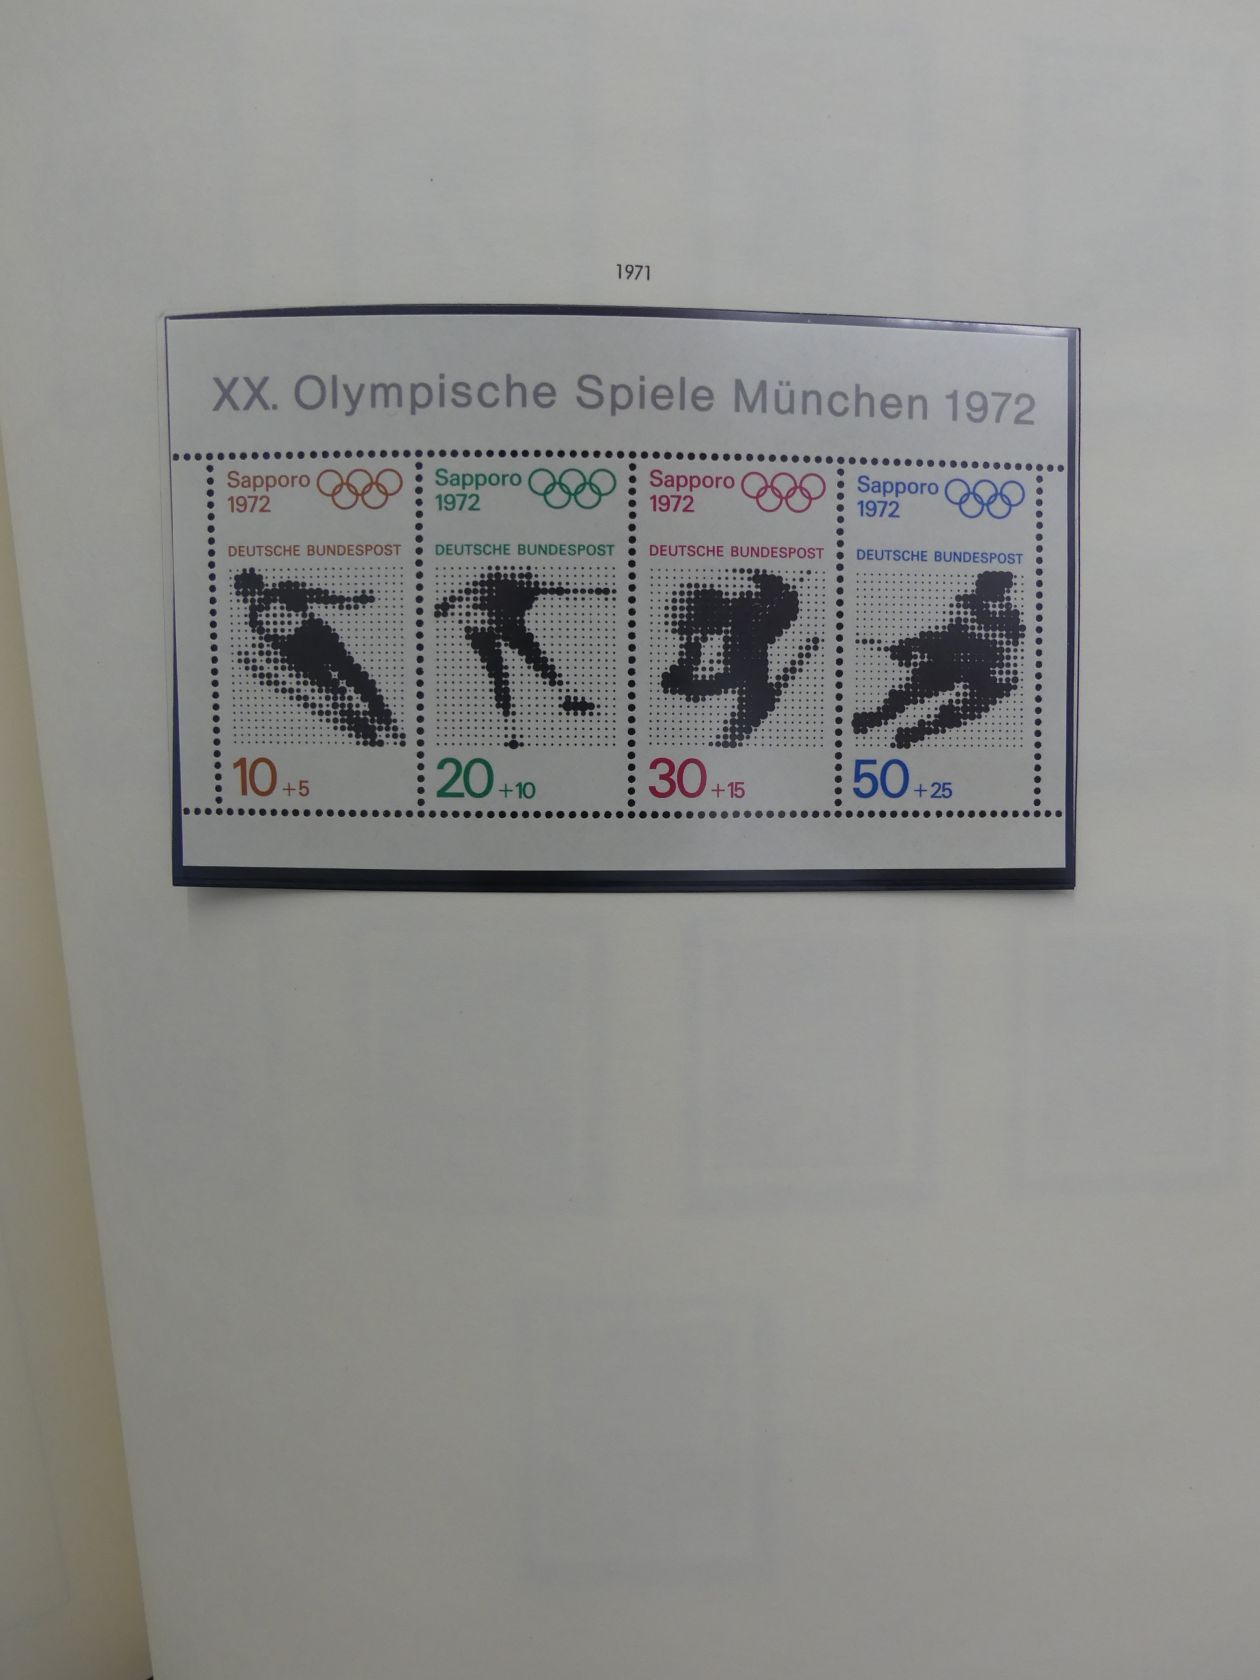 1971
XX. Olympische Spiele München 1972
Sapporo
1972
DEUTSCHE BUNDESPOST
10 +5
Sapporo
1972
DEUTSCHE BUNDESPOST
20 +10
Sapporo
1972
DEUTSCHE BUNDESPOST
30 +15
Sapporo
1972
DEUTSCHE BUNDESPOST
50 +25